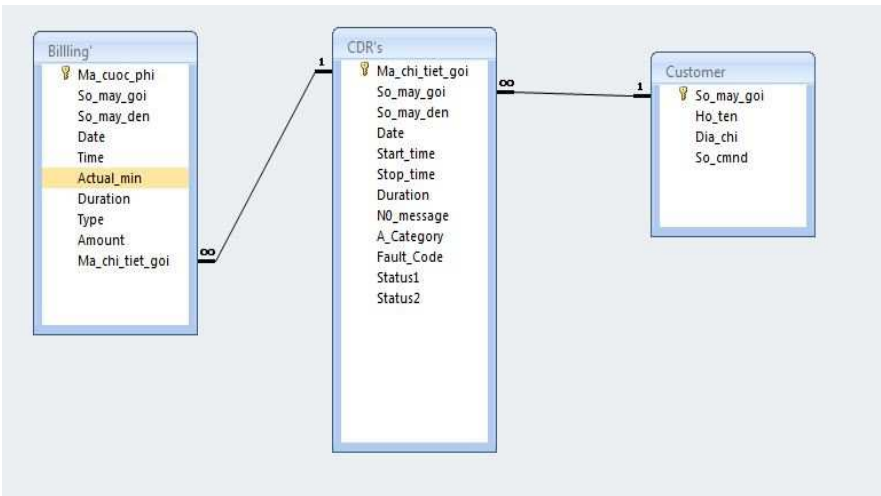 Billling'
Ma_cuoc_phi
So_may_goi
So_may_den
Date
Time
Actual_min
Duration
Type
Amount
Ma_chi_tiet_goi
∞
1
CDR's
Ma_chi_tiet_goi
So_may_goi
So_may_den
Date
Start_time
Stop_time
Duration
N0_message
A_Category
Fault_Code
Status1
Status2
∞
1
Customer
So_may_goi
Ho_ten
Dia_chi
So_cmnd